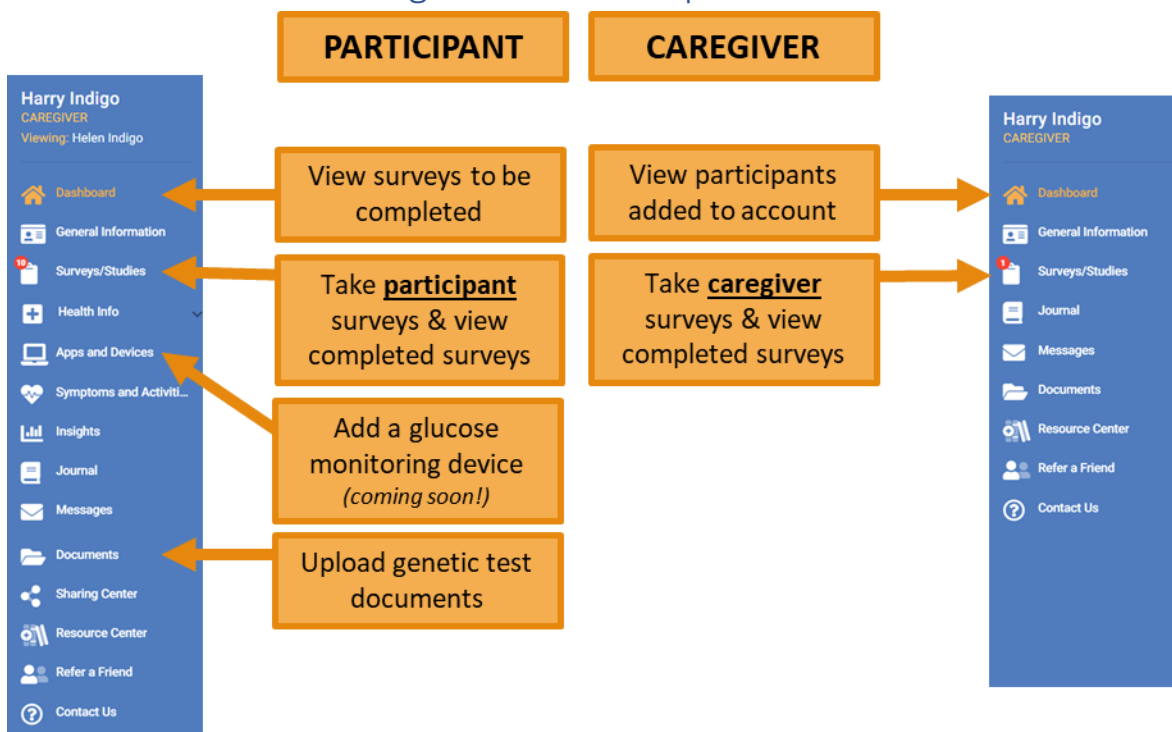 PARTICIPANT
CAREGIVER
Harry Indigo
CAREGIVER
Viewing: Helen Indigo
Dashboard
General Information
10
Surveys/Studies
Health Info
Apps and Devices
Symptoms and Activiti...
Insights
Journal
Messages
Documents
Sharing Center
Resource Center
Refer a Friend
Contact Us
View surveys to be
completed
Take participant
surveys & view
completed surveys
Add a glucose
monitoring device
(coming soon!)
Upload genetic test
documents
View participants
added to account
Take caregiver
surveys & view
completed surveys
Harry Indigo
CAREGIVER
Dashboard
General Information
1
Surveys/Studies
Journal
Messages
Documents
Resource Center
Refer a Friend
Contact Us